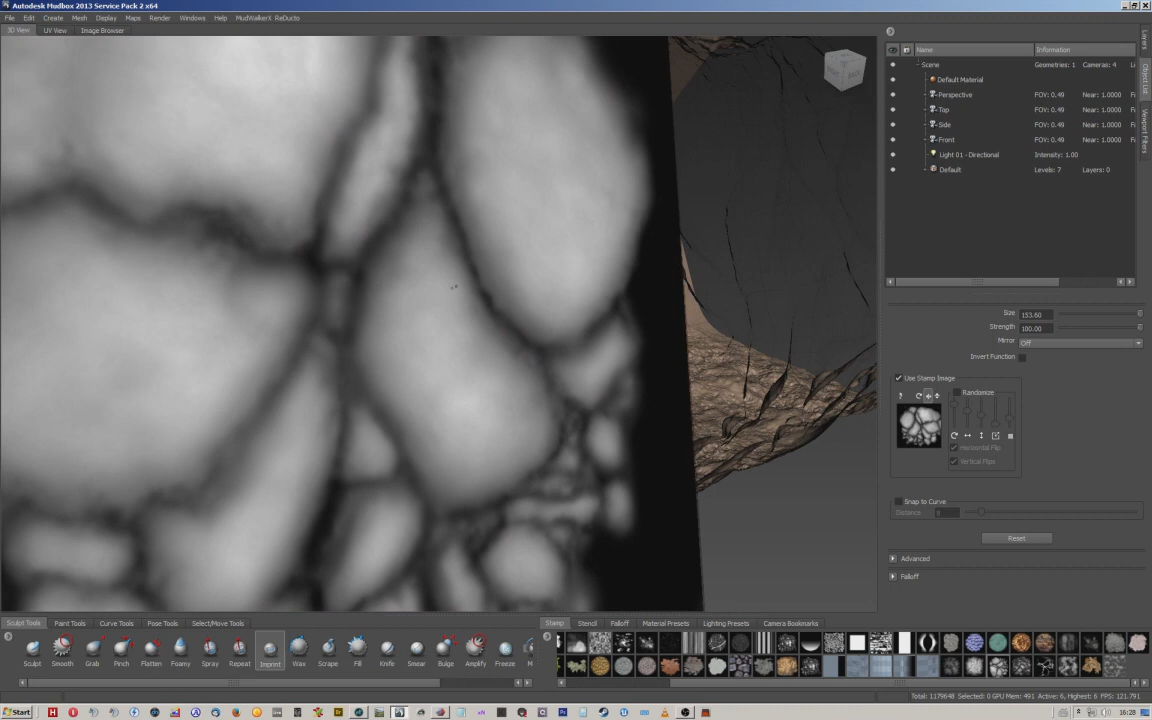 Autodesk Mudbox 2013 Service Pack 2 x64
File Edit Create Mesh Display Maps Render Windows Help MudWalkerX ReDucto
3D View UV View Image Browser
Name Information
Scene Geometries: 1 Cameras: 4
Default Material
Perspective FOV: 0.49 Near: 1.0000
Top FOV: 0.49 Near: 1.0000
Side FOV: 0.49 Near: 1.0000
Front FOV: 0.49 Near: 1.0000
Light 01 - Directional Intensity: 1.00
Default Levels: 7 Layers: 0
Layers
Object List
Viewport Filters
Size 153.60
Strength 100.00
Mirror Off
Invert Function
Use Stamp Image
Randomize
Horizontal Flip
Vertical Flips
Snap to Curve
Distance
Reset
Advanced
Falloff
Sculpt Tools Paint Tools Curve Tools Pose Tools Select/Move Tools
Sculpt Smooth Grab Pinch Flatten Foamy Spray Repeat Imprint Wax Scrape Fill Knife Smear Bulge Amplify Freeze
Stamp Stencil Falloff Material Presets Lighting Presets Camera Bookmarks
Total: 1179648 Selected: 0 GPU Mem: 491 Active: 6, Highest: 6 FPS: 121.791
Start
16:28